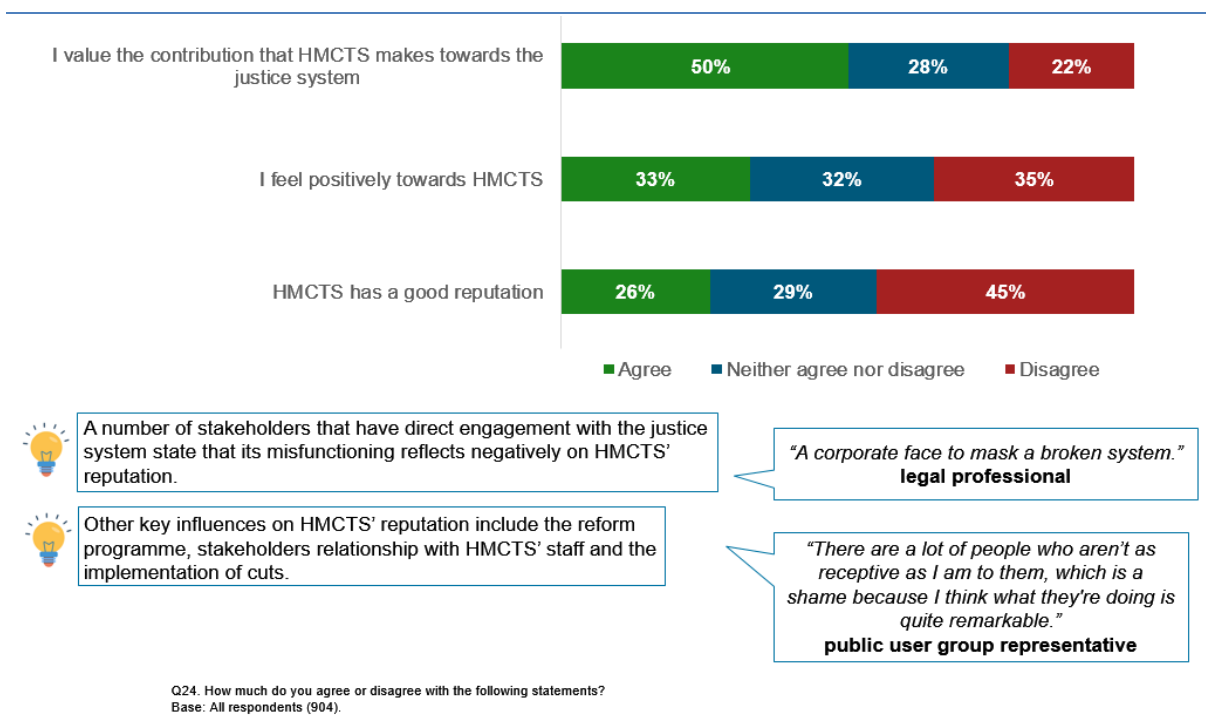 I value the contribution that HMCTS makes towards the
justice system
50%
28%
22%
I feel positively towards HMCTS
33%
32%
35%
HMCTS has a good reputation
26%
29%
45%
Agree
Neither agree nor disagree
Disagree
A number of stakeholders that have direct engagement with the justice
system state that its misfunctioning reflects negatively on HMCTS’
reputation.
“A corporate face to mask a broken system.”
legal professional
Other key influences on HMCTS’ reputation include the reform
programme, stakeholders relationship with HMCTS’ staff and the
implementation of cuts.
“There are a lot of people who aren’t as
receptive as I am to them, which is a
shame because I think what they're doing is
quite remarkable.”
public user group representative
Q24. How much do you agree or disagree with the following statements?
Base: All respondents (904).